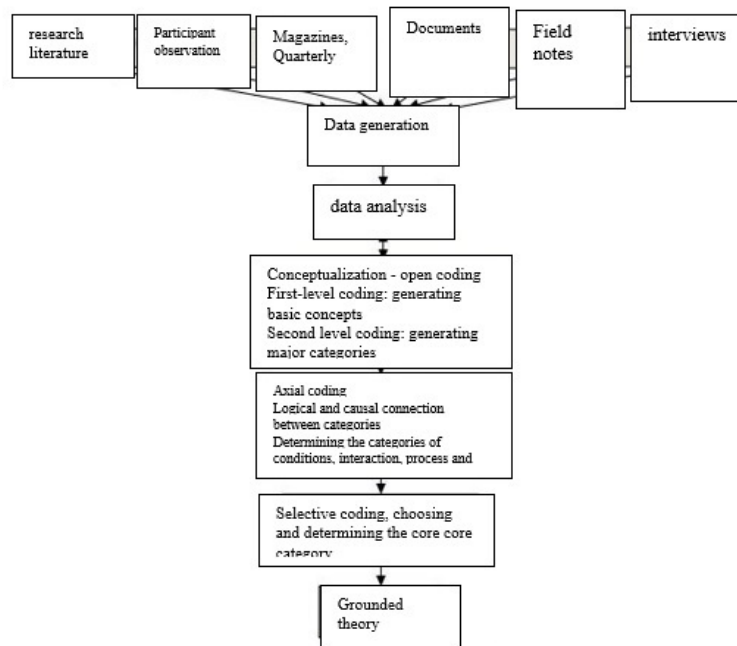 research
literature
Participant
observation
Magazines,
Quarterly
Documents
Field
notes
interviews
Data generation
data analysis
Conceptualization - open coding
First-level coding: generating
basic concepts
Second level coding: generating
major categories
Axial coding
Logical and causal connection
between categories
Determining the categories of
conditions, interaction, process and
Selective coding, choosing
and determining the core core
category
Grounded
theory